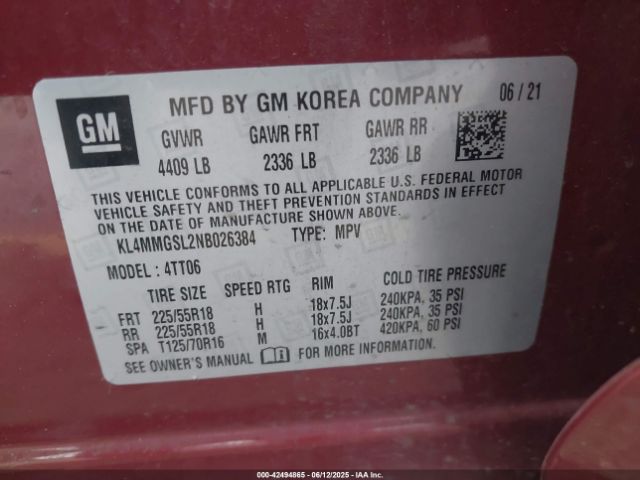 GM
MFD BY GM KOREA COMPANY 06 / 21
GVWR GAWR FRT GAWR RR
4409 LB 2336 LB 2336 LB
THIS VEHICLE CONFORMS TO ALL APPLICABLE U.S. FEDERAL MOTOR
VEHICLE SAFETY AND THEFT PREVENTION STANDARDS IN EFFECT
ON THE DATE OF MANUFACTURE SHOWN ABOVE.
KL4MMGSL2NB026384 TYPE: MPV
MODEL : 4TT06
TIRE SIZE SPEED RTG RIM COLD TIRE PRESSURE
FRT 225/55R18 H 18x7.5J 240KPA, 35 PSI
RR 225/55R18 H 18x7.5J 240KPA, 35 PSI
SPA T125/70R16 M 16x4.0BT 420KPA, 60 PSI
SEE OWNER'S MANUAL FOR MORE INFORMATION.
000-42494865 - 06/12/2025 - IAA Inc.